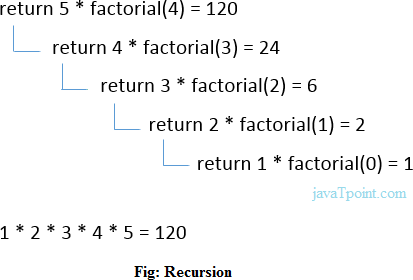 return 5 * factorial(4) = 120
return 4 * factorial(3) = 24
return 3 * factorial(2) = 6
return 2 * factorial(1) = 2
return 1 * factorial(0) = 1
javaTpoint.com
1 * 2 * 3 * 4 * 5 = 120
Fig: Recursion